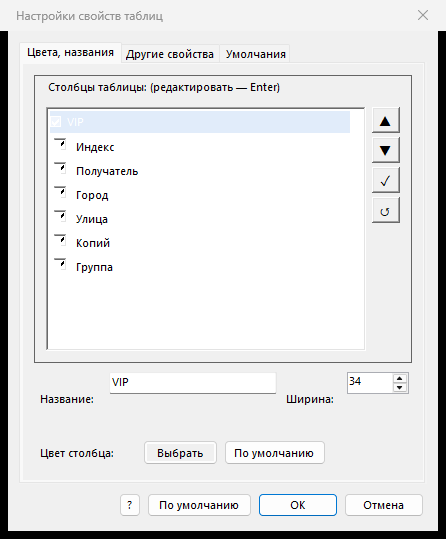 Настройки свойств таблиц
Цвета, названия Другие свойства Умолчания
Столбцы таблицы: (редактировать — Enter)
VIP
Индекс
Получатель
Город
Улица
Копий
Группа
Название: VIP Ширина: 34
Цвет столбца: Выбрать По умолчанию
? По умолчанию OK Отмена